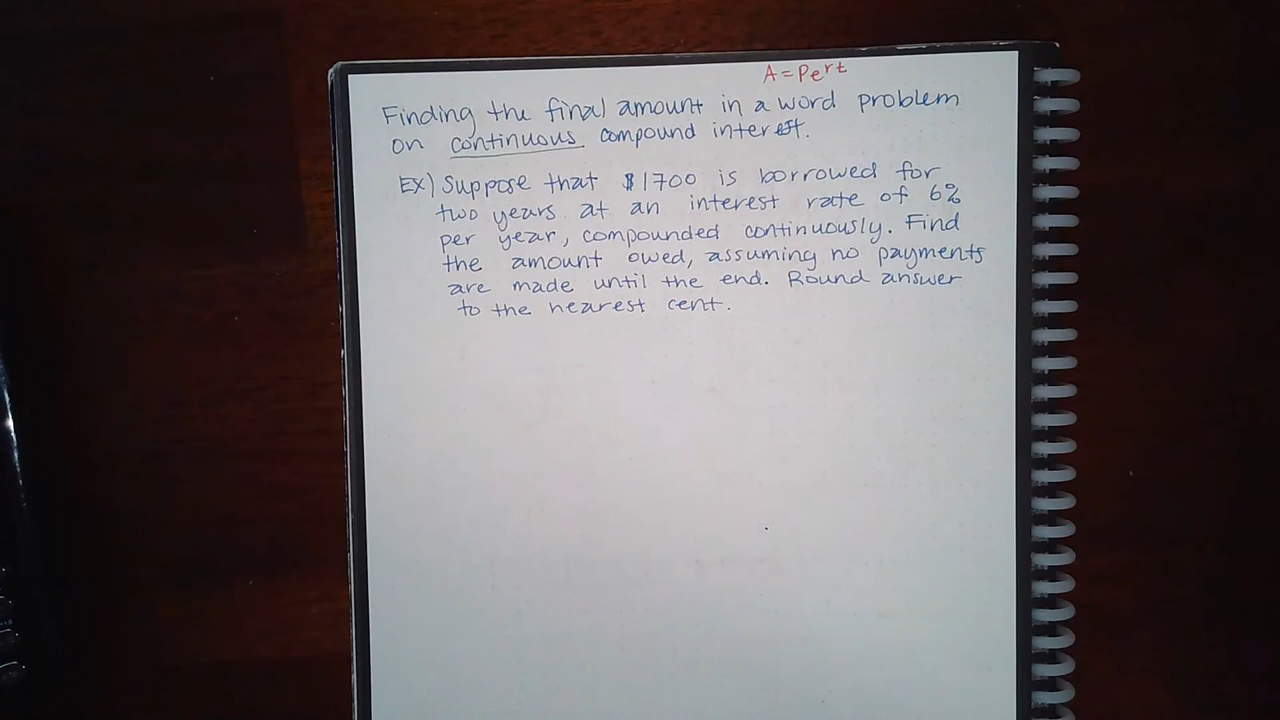 A=Pe^rt
Finding the final amount in a word problem
on continuous compound interest.
EX) Suppose that $1700 is borrowed for
two years at an interest rate of 6%
per year, compounded continuously. Find
the amount owed, assuming no payments
are made until the end. Round answer
to the nearest cent.